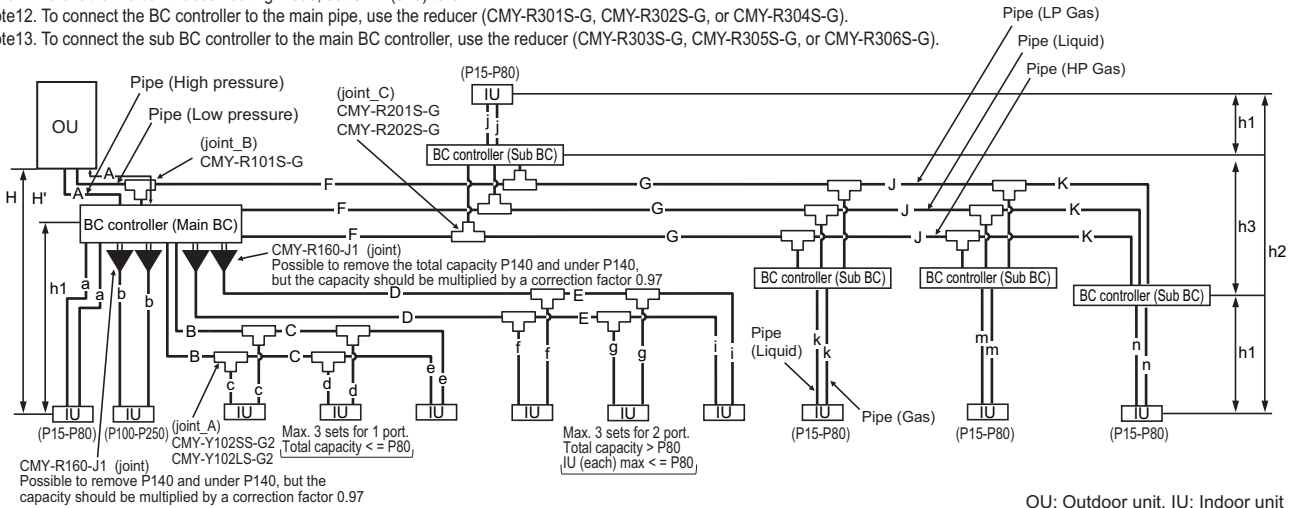 ote12. To connect the BC controller to the main pipe, use the reducer (CMY-R301S-G, CMY-R302S-G, or CMY-R304S-G).
ote13. To connect the sub BC controller to the main BC controller, use the reducer (CMY-R303S-G, CMY-R305S-G, or CMY-R306S-G).
Pipe (LP Gas)
Pipe (Liquid)
Pipe (HP Gas)
OU
Pipe (High pressure)
Pipe (Low pressure)
(joint_B)
CMY-R101S-G
(joint_C)
CMY-R201S-G
CMY-R202S-G
(P15-P80)
IU
j j
BC controller (Sub BC)
h1
H H'
A
A
F G J K
F G J K
F G J K
BC controller (Main BC)
h3
h2
CMY-R160-J1 (joint)
Possible to remove the total capacity P140 and under P140,
but the capacity should be multiplied by a correction factor 0.97
BC controller (Sub BC)
BC controller (Sub BC)
BC controller (Sub BC)
h1
a a b b
D E
D E
B C
B C
c c d d e e f f g g i i
Pipe
(Liquid)
k k m m n n
h1
Pipe (Gas)
IU IU IU IU IU IU IU IU IU IU IU
(P15-P80) (P100-P250)
(joint_A)
CMY-Y102SS-G2
CMY-Y102LS-G2
Max. 3 sets for 1 port.
Total capacity < = P80
Max. 3 sets for 2 port.
Total capacity > P80
IU (each) max < = P80
(P15-P80) (P15-P80) (P15-P80)
CMY-R160-J1 (joint)
Possible to remove P140 and under P140, but the
capacity should be multiplied by a correction factor 0.97
OU: Outdoor unit, IU: Indoor unit